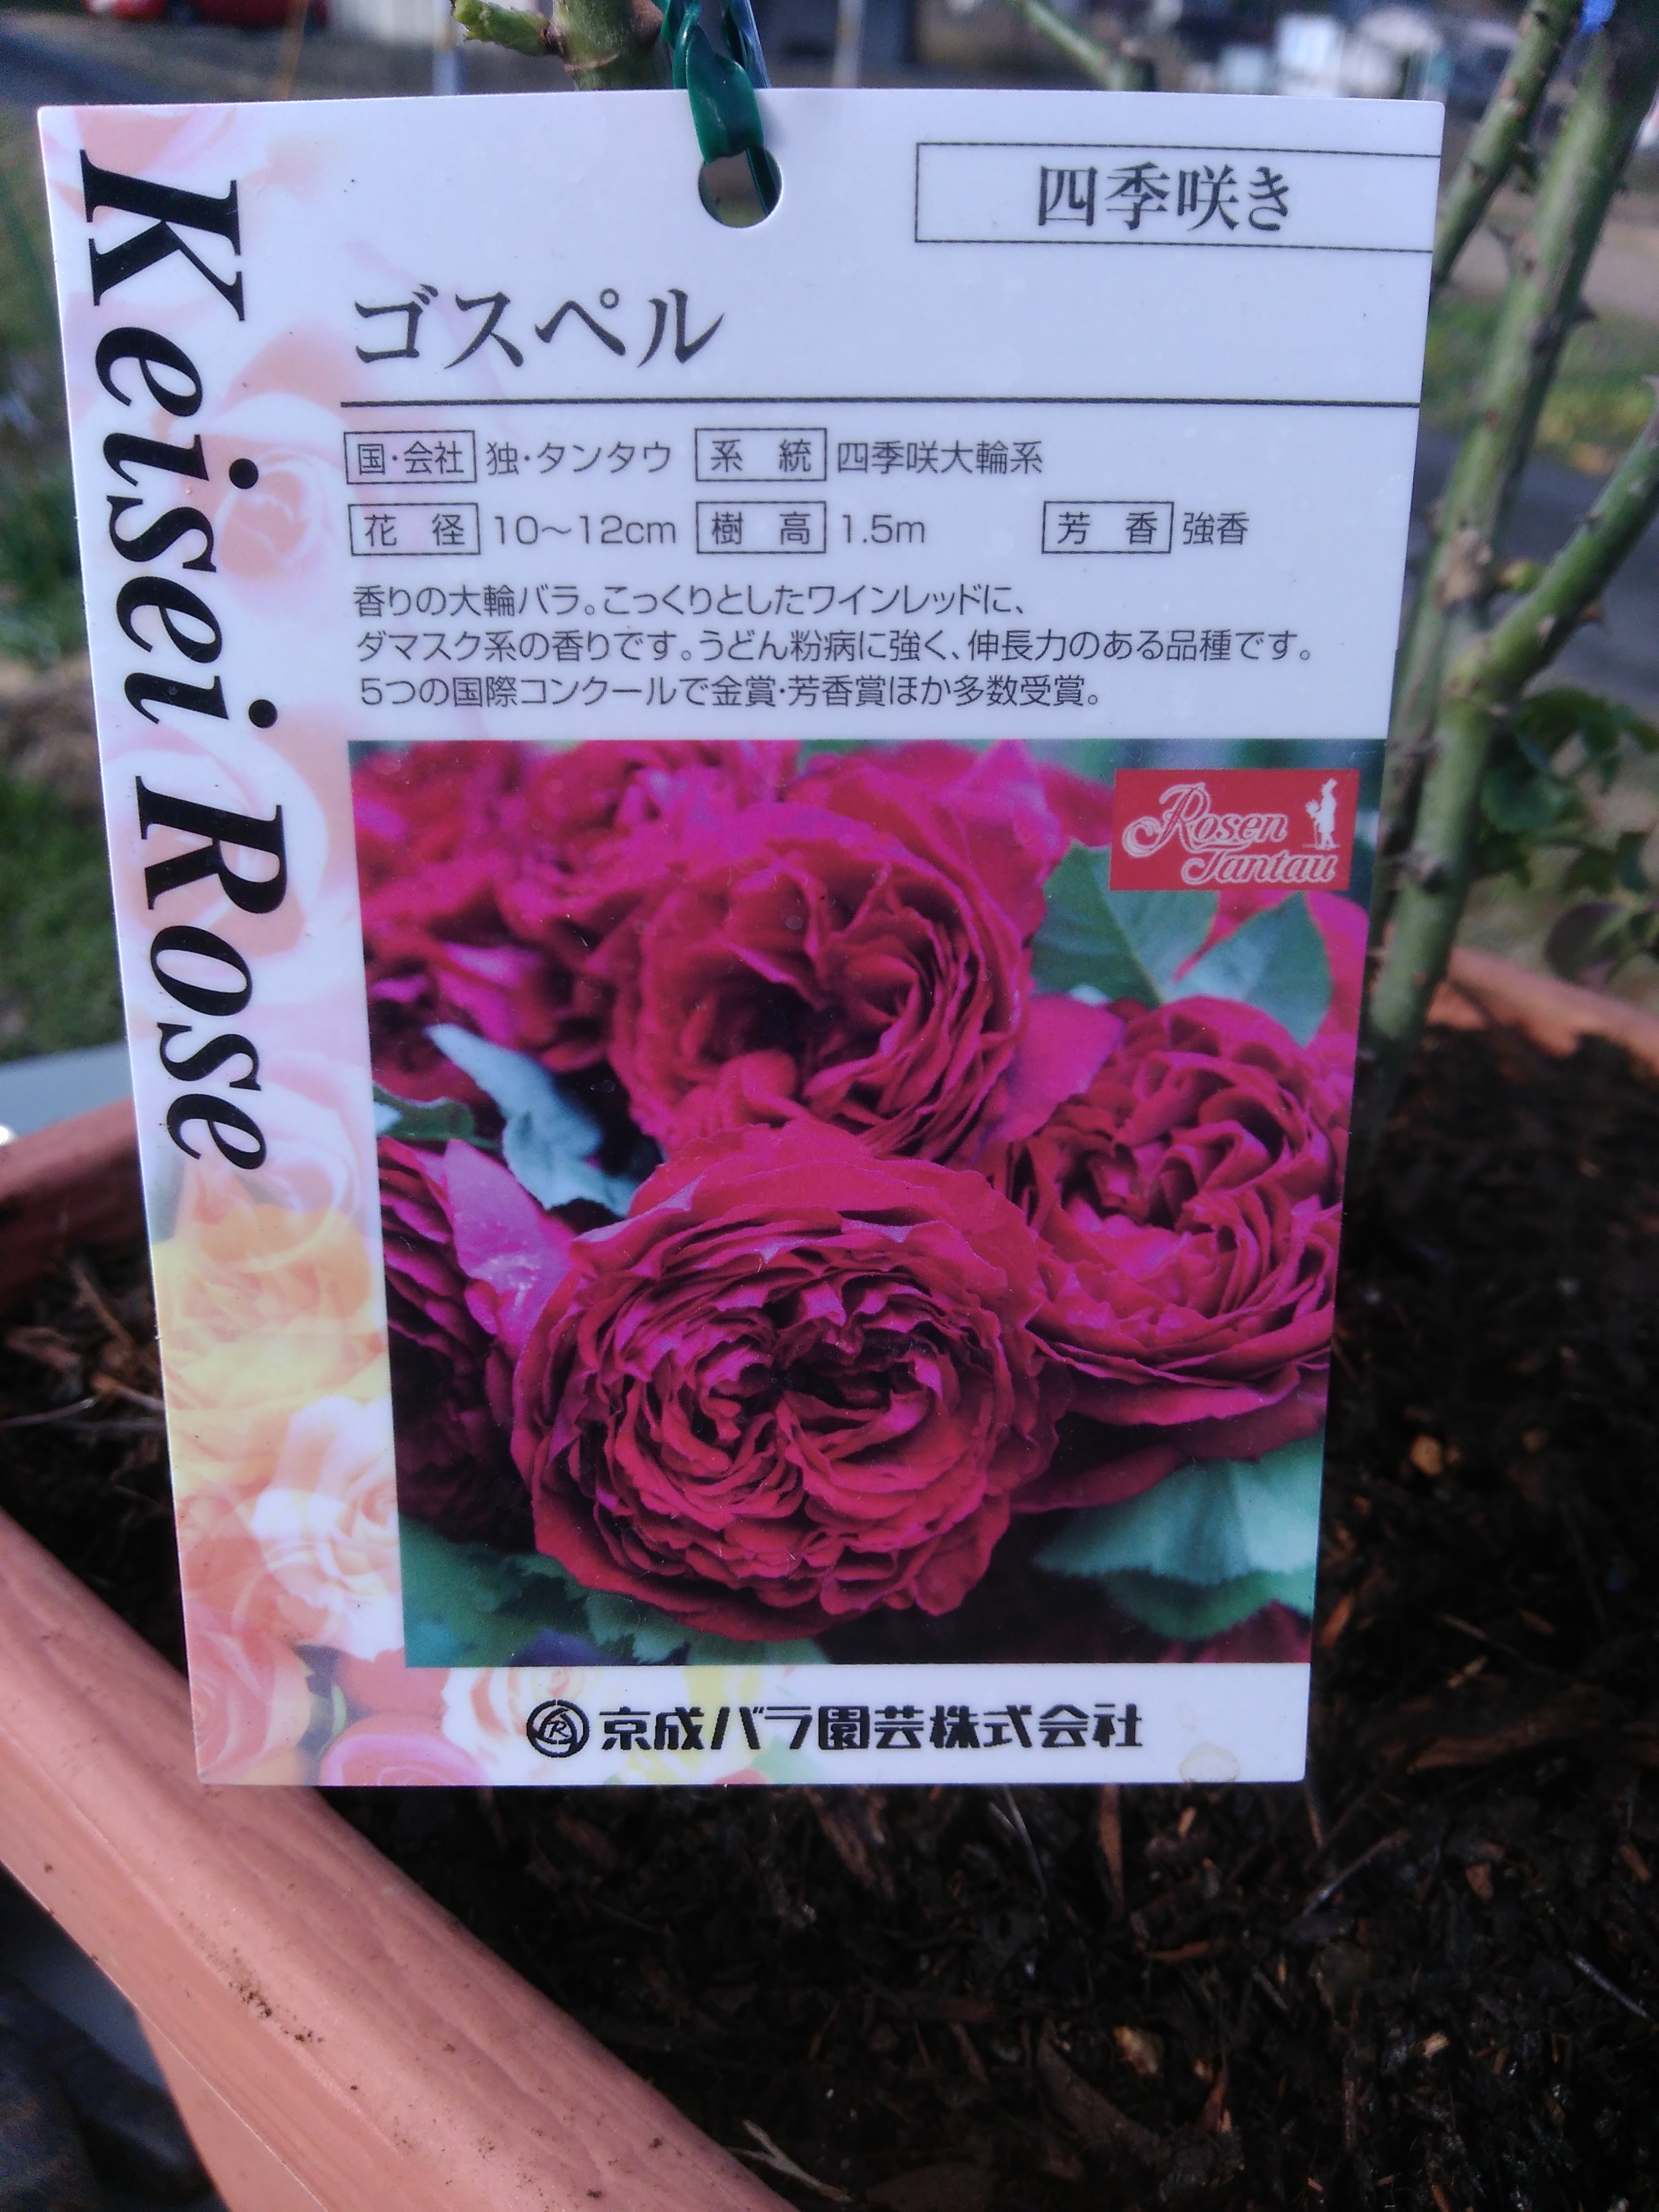 四季咲き
Keisei Rose
ゴスペル
国・会社 独・タンタウ 系 統 四季咲大輪系
花 径 10～12cm 樹 高 1.5m 芳 香 強香
香りの大輪バラ。こっくりとしたワインレッドに、
ダマスク系の香りです。うどん粉病に強く、伸長力のある品種です。
5つの国際コンクールで金賞・芳香賞ほか多数受賞。
Rosen
Tantau
京成バラ園芸株式会社